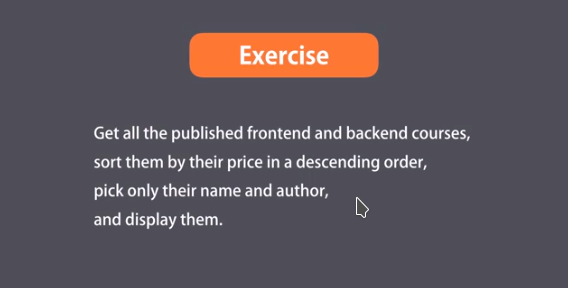 Exercise
Get all the published frontend and backend courses,
sort them by their price in a descending order,
pick only their name and author,
and display them.